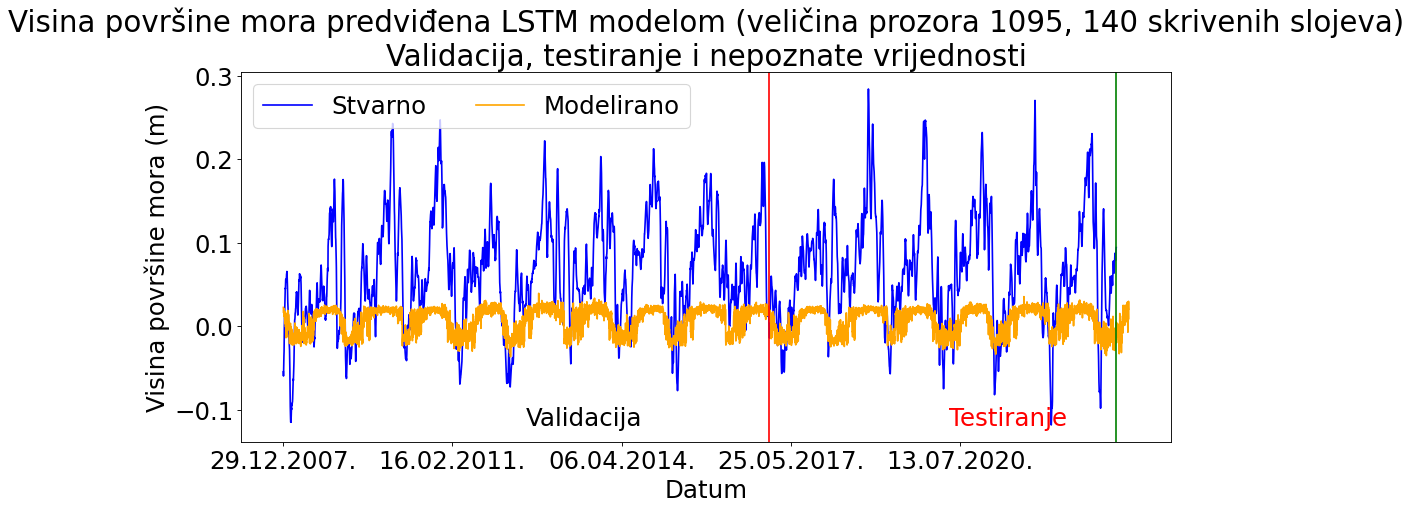 Visina površine mora predviđena LSTM modelom (veličina prozora 1095, 140 skrivenih slojeva)
Validacija, testiranje i nepoznate vrijednosti
Stvarno
Modelirano
Visina površine mora (m)
0.3
0.2
0.1
0.0
−0.1
Validacija
Testiranje
29.12.2007.
16.02.2011.
06.04.2014.
25.05.2017.
13.07.2020.
Datum